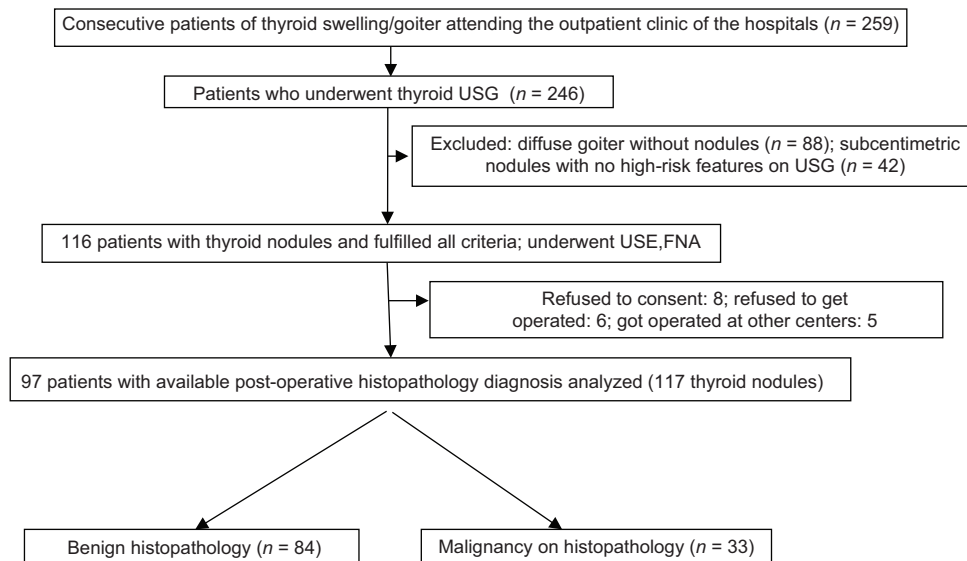 Consecutive patients of thyroid swelling/goiter attending the outpatient clinic of the hospitals (n = 259)
Patients who underwent thyroid USG (n = 246)
Excluded: diffuse goiter without nodules (n = 88); subcentimetric
nodules with no high-risk features on USG (n = 42)
116 patients with thyroid nodules and fulfilled all criteria; underwent USE,FNA
Refused to consent: 8; refused to get
operated: 6; got operated at other centers: 5
97 patients with available post-operative histopathology diagnosis analyzed (117 thyroid nodules)
Benign histopathology (n = 84)
Malignancy on histopathology (n = 33)